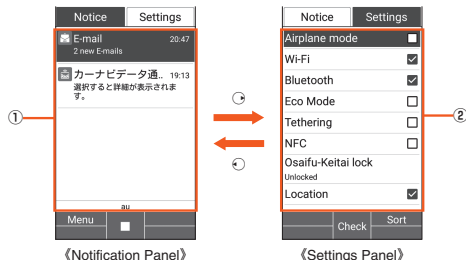 Notice Settings
E-mail 20:47
2 new E-mails
カーナビデータ通.. 19:13
選択すると詳細が表示されま
す。
au
Menu
①
《Notification Panel》
Notice Settings
Airplane mode
Wi-Fi
Bluetooth
Eco Mode
Tethering
NFC
Osaifu-Keitai lock
Unlocked
Location
Check Sort
②
《Settings Panel》